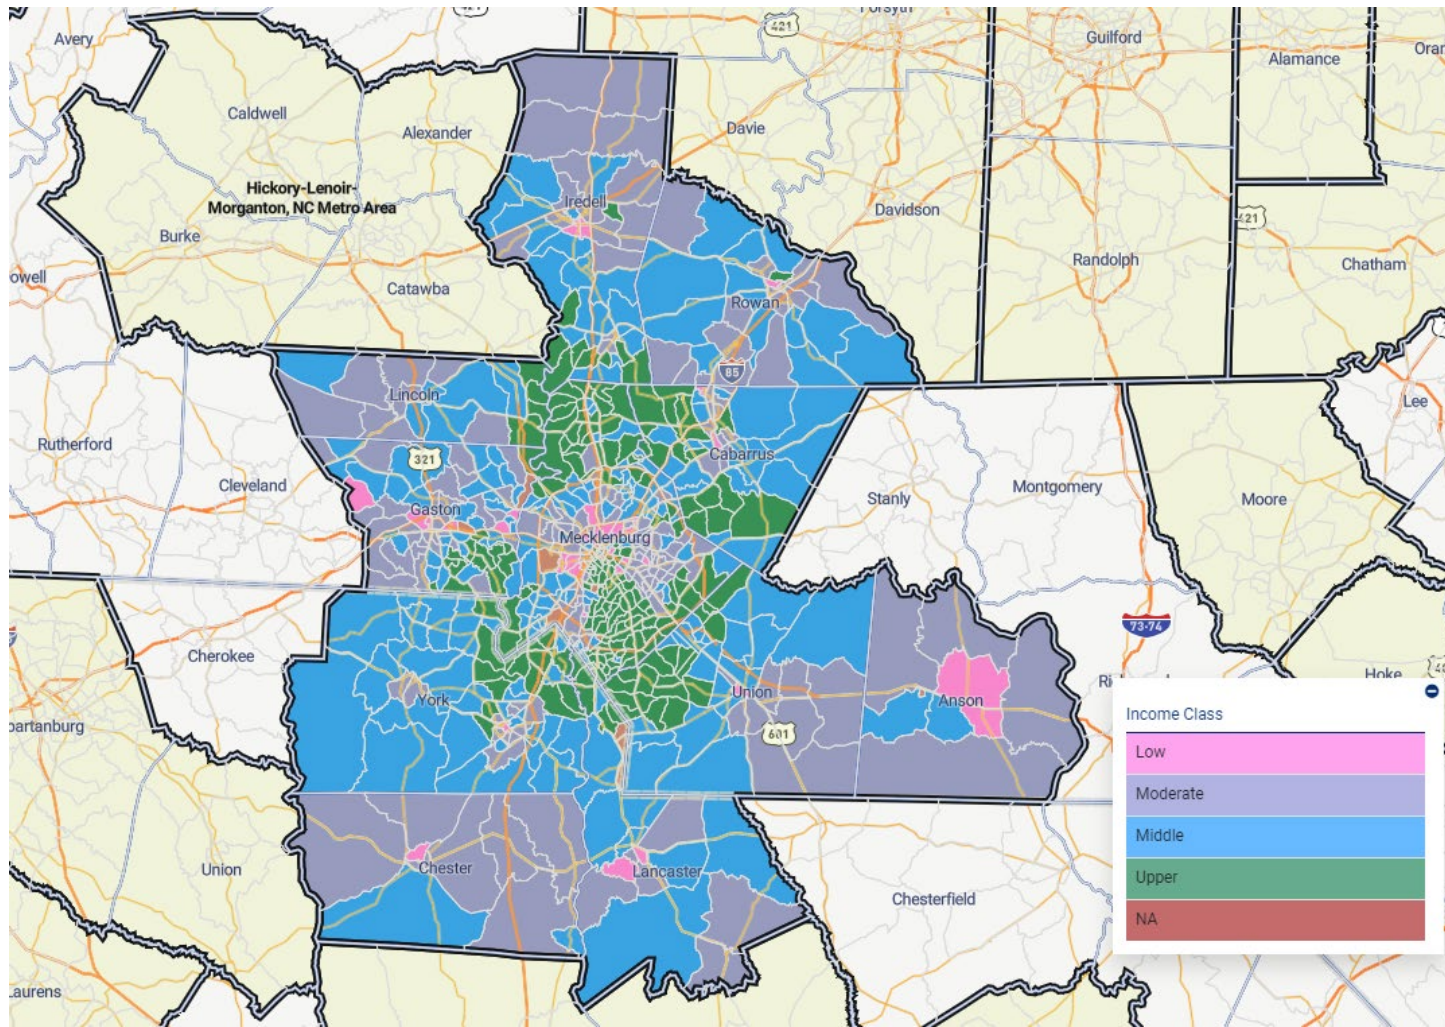 421
Avery
Guilford
Alamance
Caldwell
Alexander
Davie
Hickory-Lenoir-
Morganton, NC Metro Area
Iredell
Davidson
421
Burke
Randolph
Chatham
Catawba
Rowan
85
Lincoln
Lee
Rutherford
Cabarrus
321
Cleveland
Stanly
Montgomery
Moore
Gaston
Mecklenburg
73-74
Cherokee
Hoke
York
Union
Anson
601
Income Class
Low
Moderate
Middle
Upper
NA
Union
Chester
Lancaster
Chesterfield